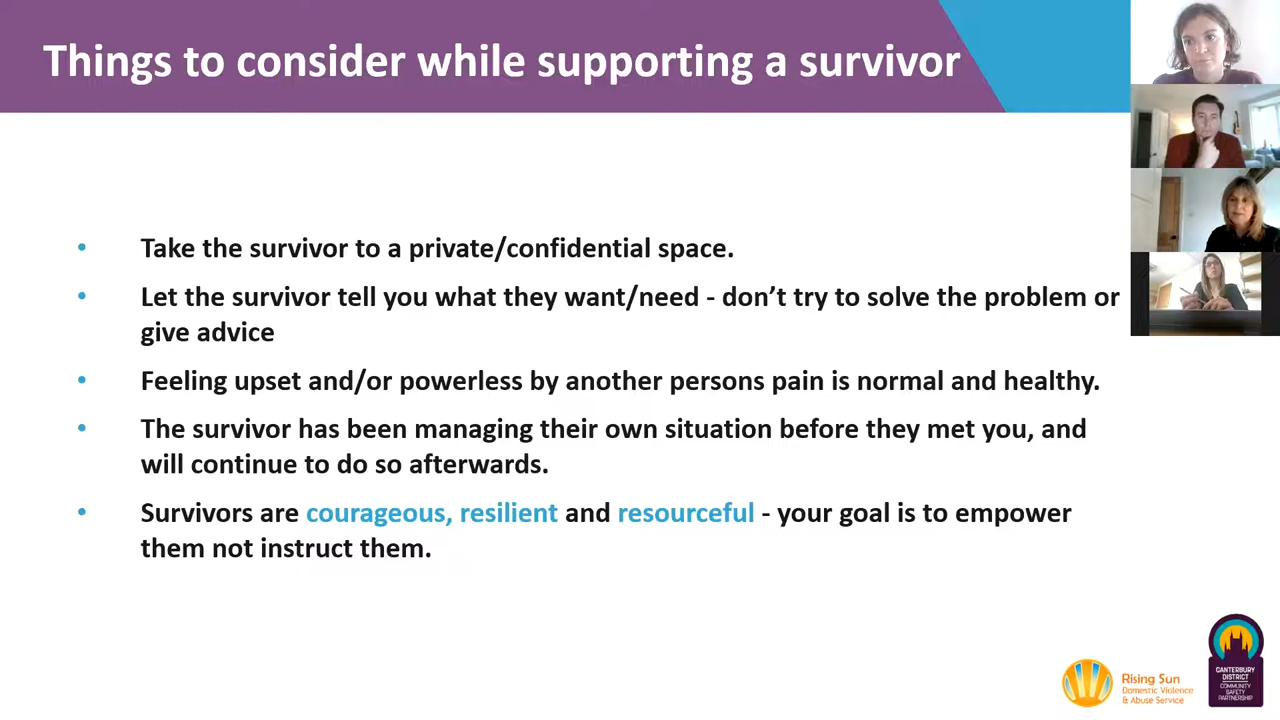 Things to consider while supporting a survivor
• Take the survivor to a private/confidential space.
• Let the survivor tell you what they want/need - don’t try to solve the problem or
give advice
• Feeling upset and/or powerless by another persons pain is normal and healthy.
• The survivor has been managing their own situation before they met you, and
will continue to do so afterwards.
• Survivors are courageous, resilient and resourceful - your goal is to empower
them not instruct them.
Rising Sun
Domestic Violence
& Abuse Service
CANTERBURY
DISTRICT
COMMUNITY
SAFETY
PARTNERSHIP